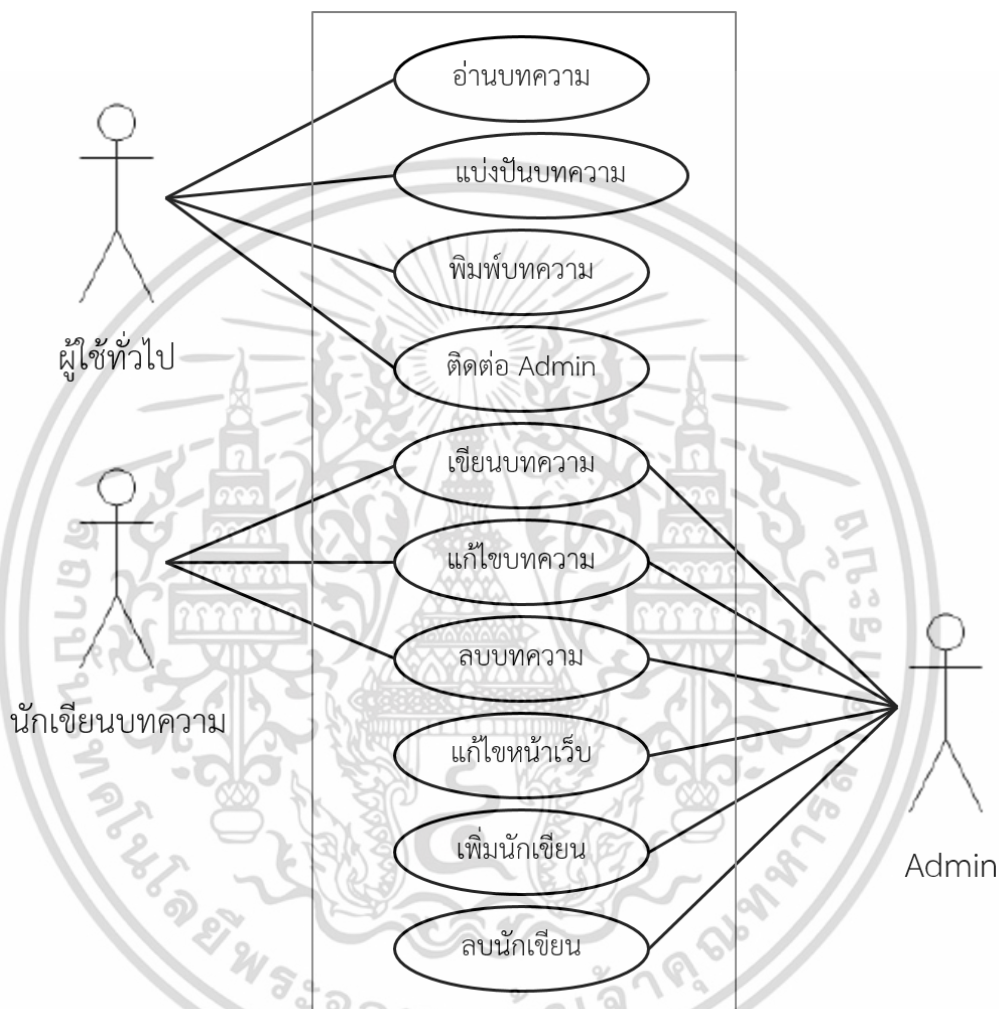 อ่านบทความ
แบ่งปันบทความ
พิมพ์บทความ
ผู้ใช้ทั่วไป
ติดต่อ Admin
เขียนบทความ
แก้ไขบทความ
ลบบทความ
นักเขียนบทความ
แก้ไขหน้าเว็บ
เพิ่มนักเขียน
Admin
ลบนักเขียน